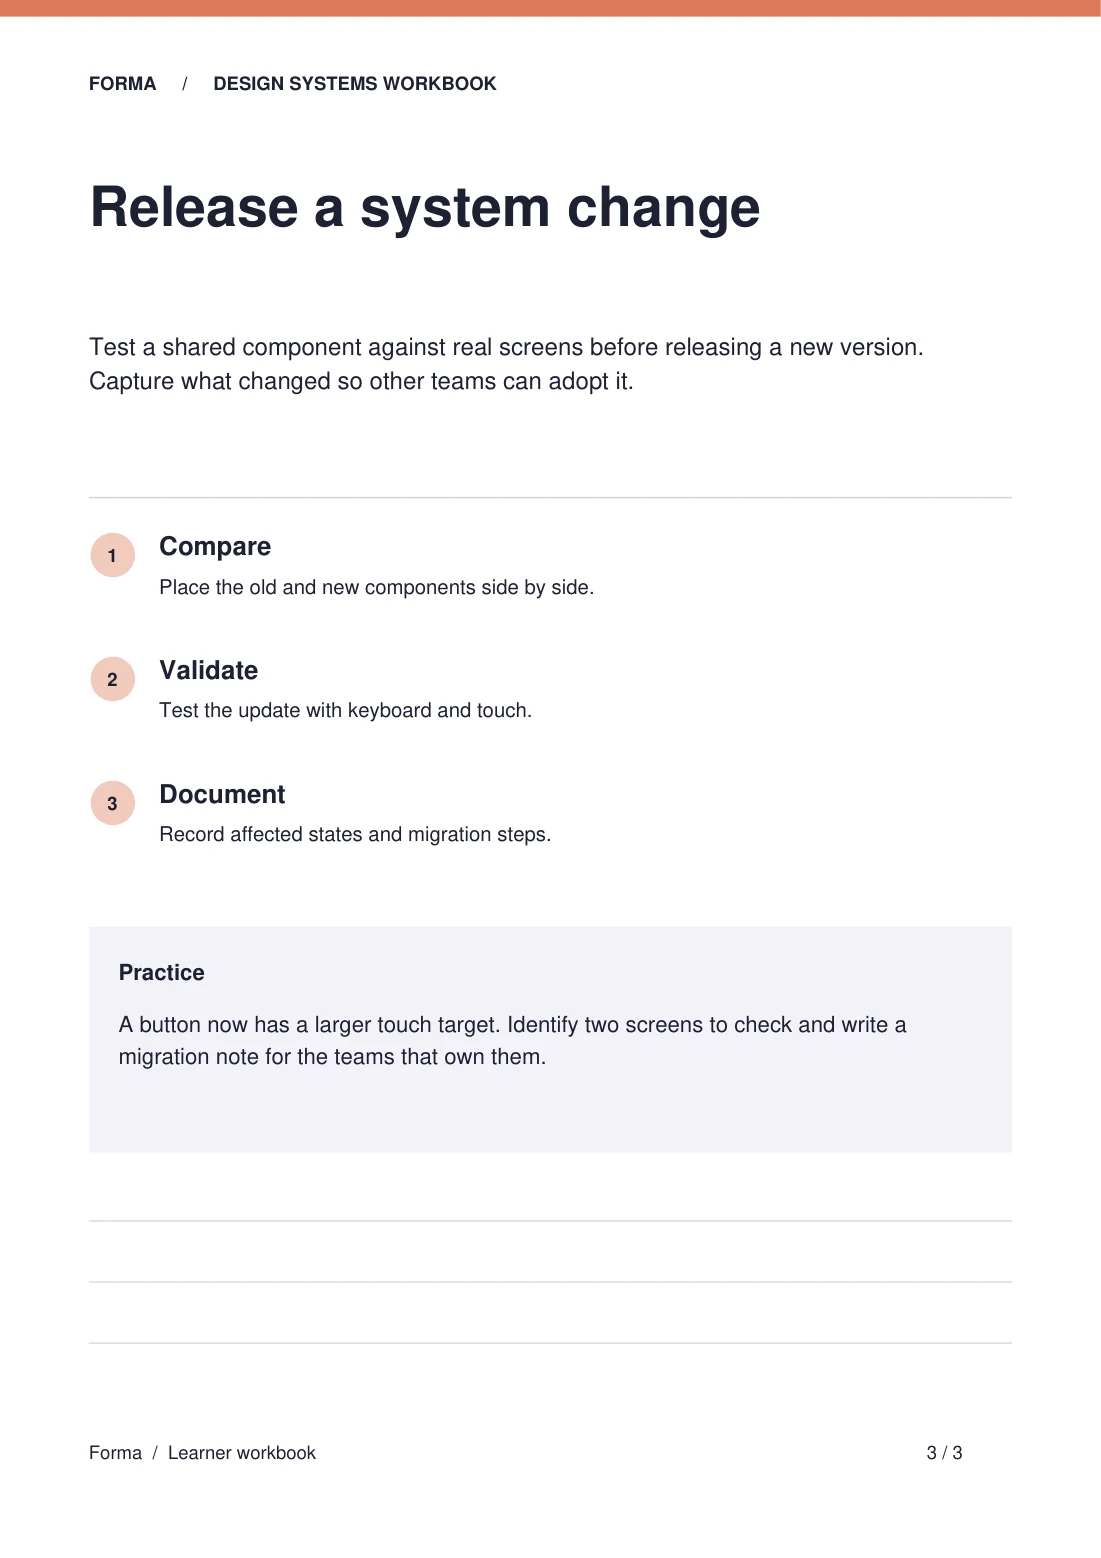 FORMA / DESIGN SYSTEMS WORKBOOK
Release a system change
Test a shared component against real screens before releasing a new version.
Capture what changed so other teams can adopt it.
1 Compare
Place the old and new components side by side.
2 Validate
Test the update with keyboard and touch.
3 Document
Record affected states and migration steps.
Practice
A button now has a larger touch target. Identify two screens to check and write a
migration note for the teams that own them.
Forma / Learner workbook 3 / 3